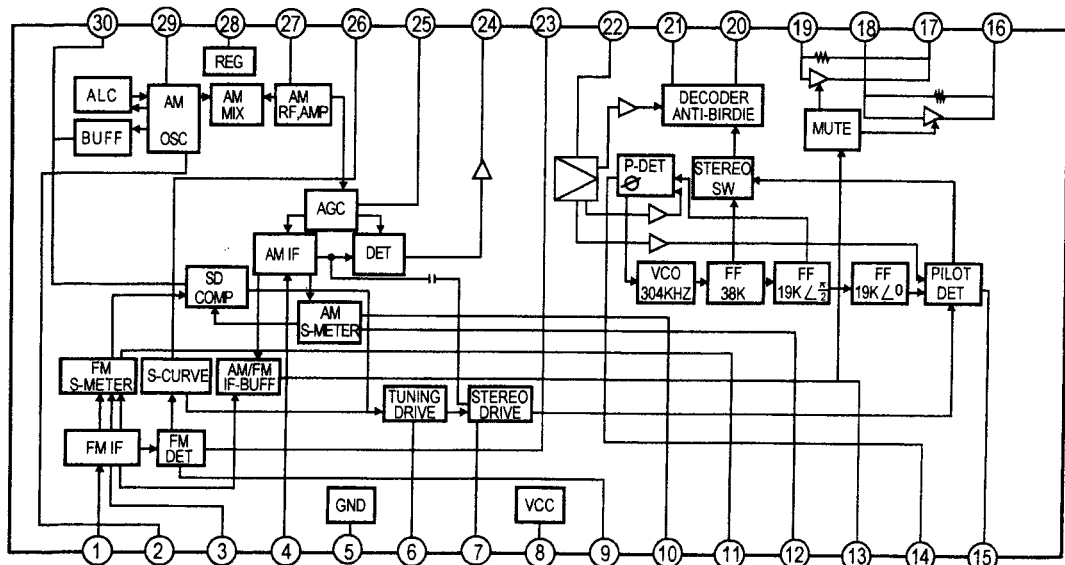 30 29 28 27 26 25 24 23 22 21 20 19 18 17 16
REG
ALC
AM
OSC
AM
MIX
AM
RF,AMP
BUFF
DECODER
ANTI-BIRDIE
MUTE
P-DET
Ø
STEREO
SW
AGC
AM IF
DET
SD
COMP
VCO
304KHZ
FF
38K
FF
19K∠π/2
FF
19K∠0
PILOT
DET
AM
S-METER
FM
S-METER
S-CURVE
AM/FM
IF-BUFF
TUNING
DRIVE
STEREO
DRIVE
FM IF
FM
DET
GND
VCC
1 2 3 4 5 6 7 8 9 10 11 12 13 14 15